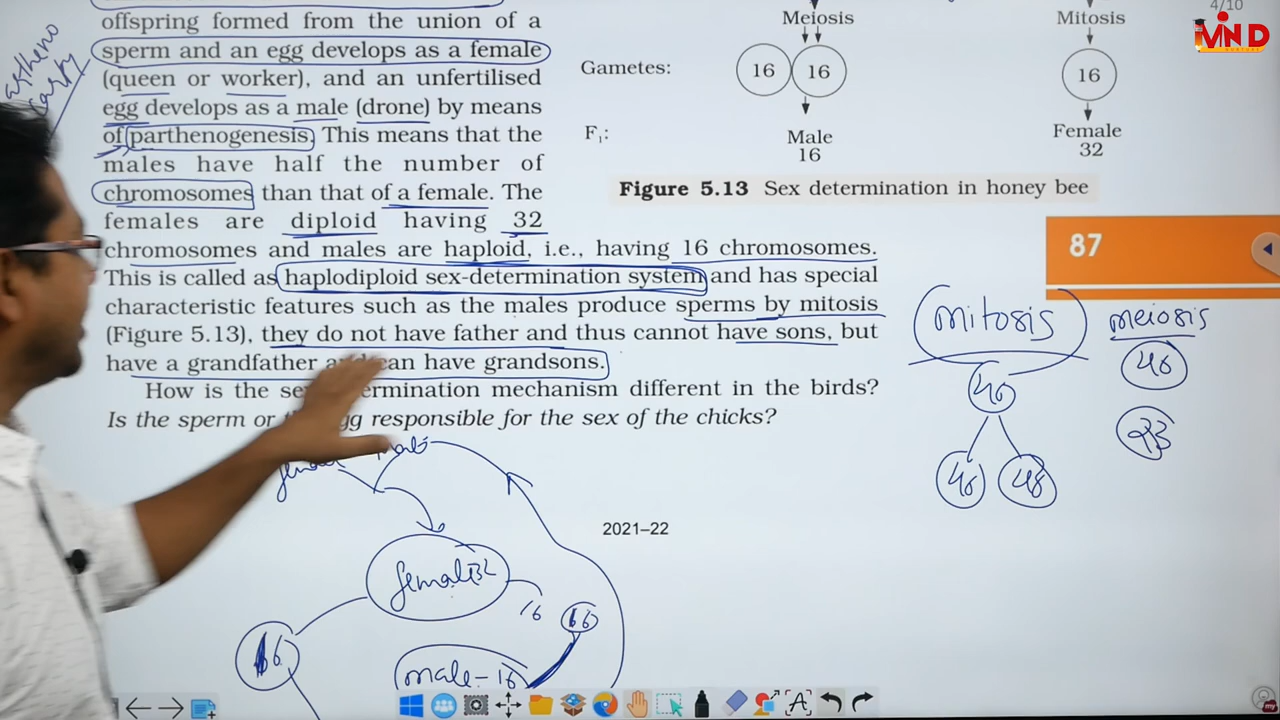 offspring formed from the union of a
sperm and an egg develops as a female
(queen or worker), and an unfertilised
egg develops as a male (drone) by means
of parthenogenesis. This means that the
males have half the number of
chromosomes than that of a female. The
females are diploid having 32
chromosomes and males are haploid, i.e., having 16 chromosomes.
This is called as haplodiploid sex-determination system and has special
characteristic features such as the males produce sperms by mitosis
(Figure 5.13), they do not have father and thus cannot have sons, but
have a grandfather and can have grandsons.
How is the sex determination mechanism different in the birds?
Is the sperm or the egg responsible for the sex of the chicks?
Meiosis
Mitosis
Gametes:
16 16
16
F1:
Male
16
Female
32
Figure 5.13 Sex determination in honey bee
87
4/10
MIND
mitosis
46
46 48
meiosis
46
23
2021–22
female male
female 32
16 16
16
male - 16